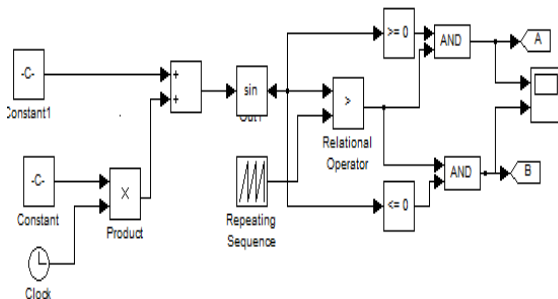 >= 0
AND
A
-C-
+
+
sin
Out1
>
Constant1
Relational
Operator
-C-
X
AND
B
<= 0
Constant
Product
Repeating
Sequence
Clock